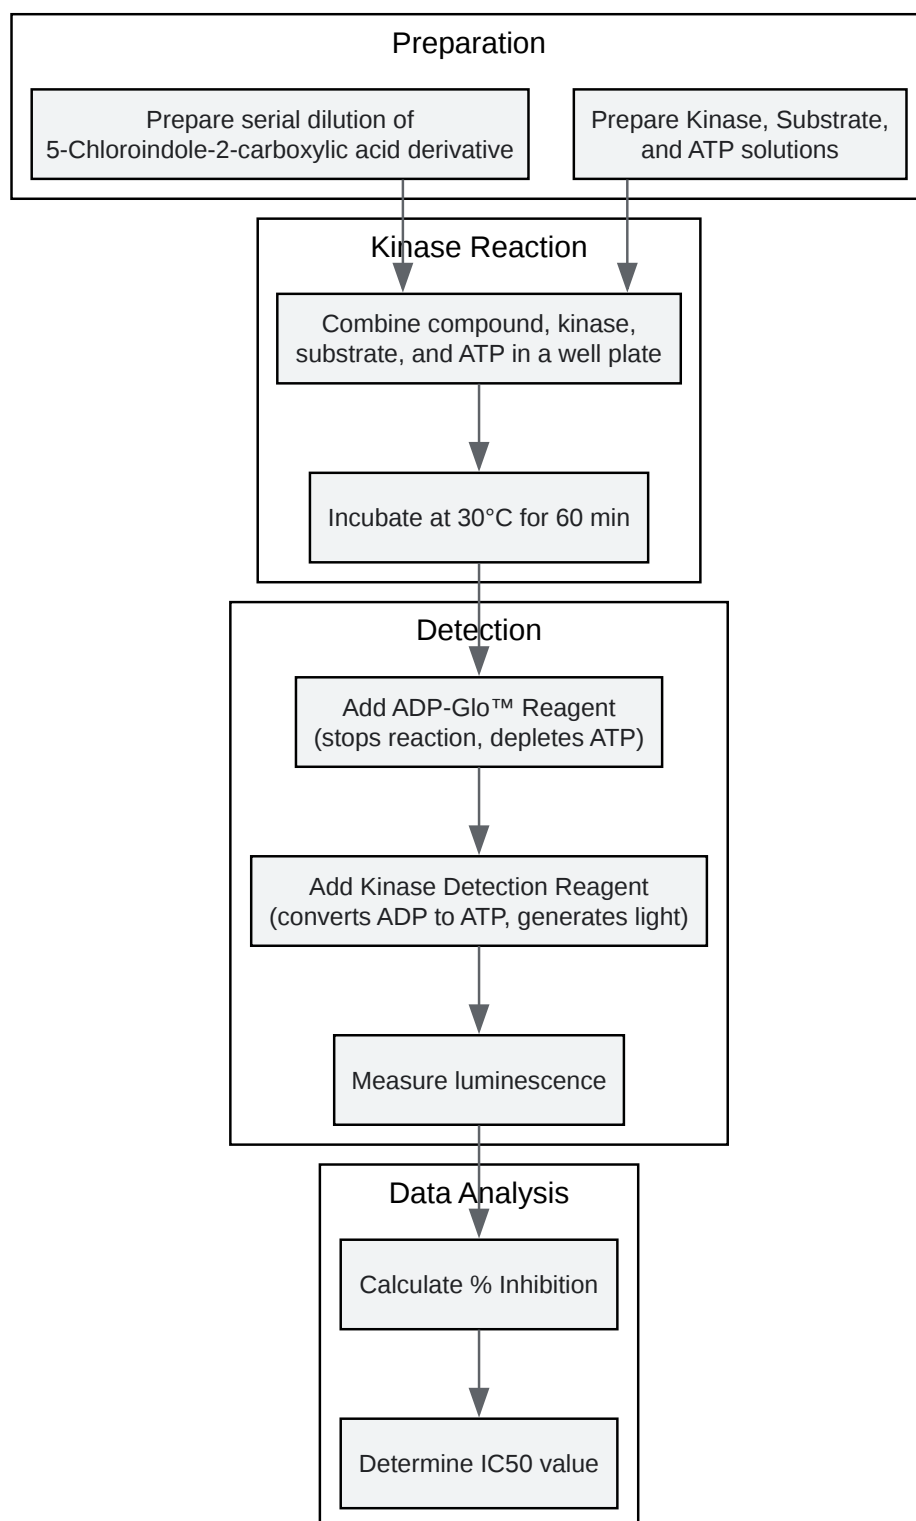 Preparation
Prepare serial dilution of
5-Chloroindole-2-carboxylic acid derivative
Prepare Kinase, Substrate,
and ATP solutions
Kinase Reaction
Combine compound, kinase,
substrate, and ATP in a well plate
Incubate at 30°C for 60 min
Detection
Add ADP-Glo™ Reagent
(stops reaction, depletes ATP)
Add Kinase Detection Reagent
(converts ADP to ATP, generates light)
Measure luminescence
Data Analysis
Calculate % Inhibition
Determine IC50 value